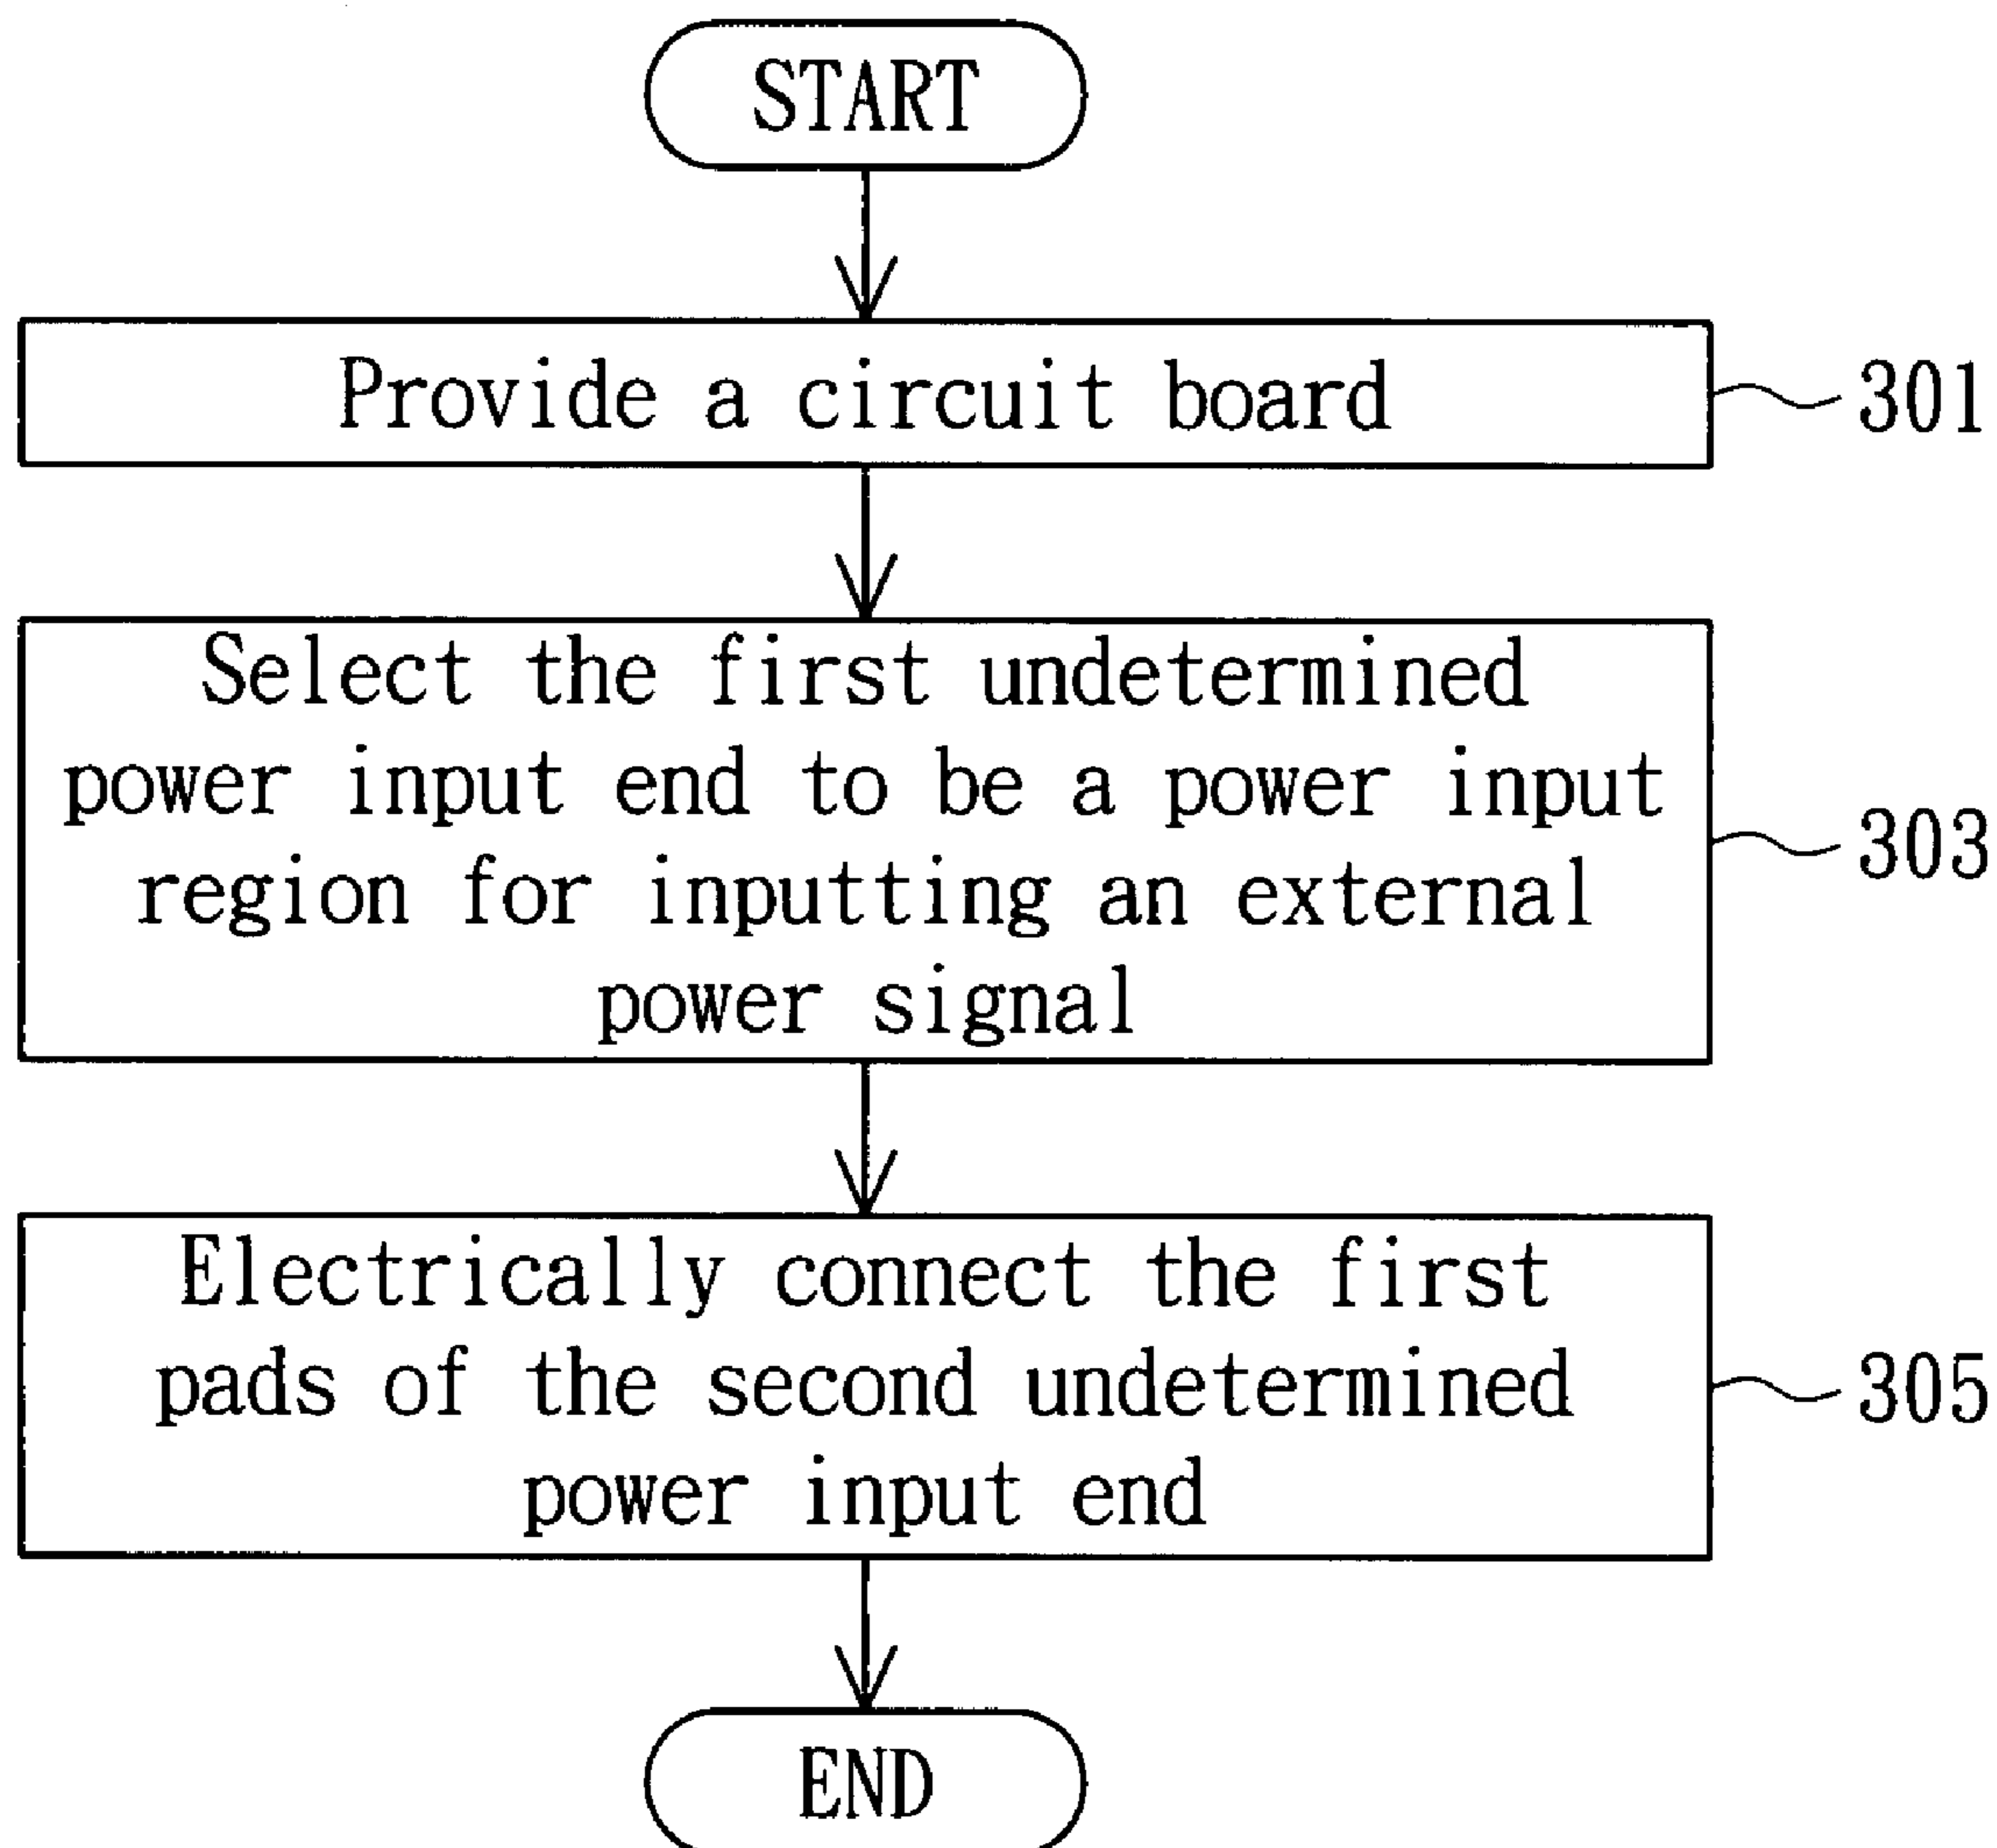 START
Provide a circuit board
301
Select the first undetermined
power input end to be a power input
region for inputting an external
power signal
303
Electrically connect the first
pads of the second undetermined
power input end
305
END